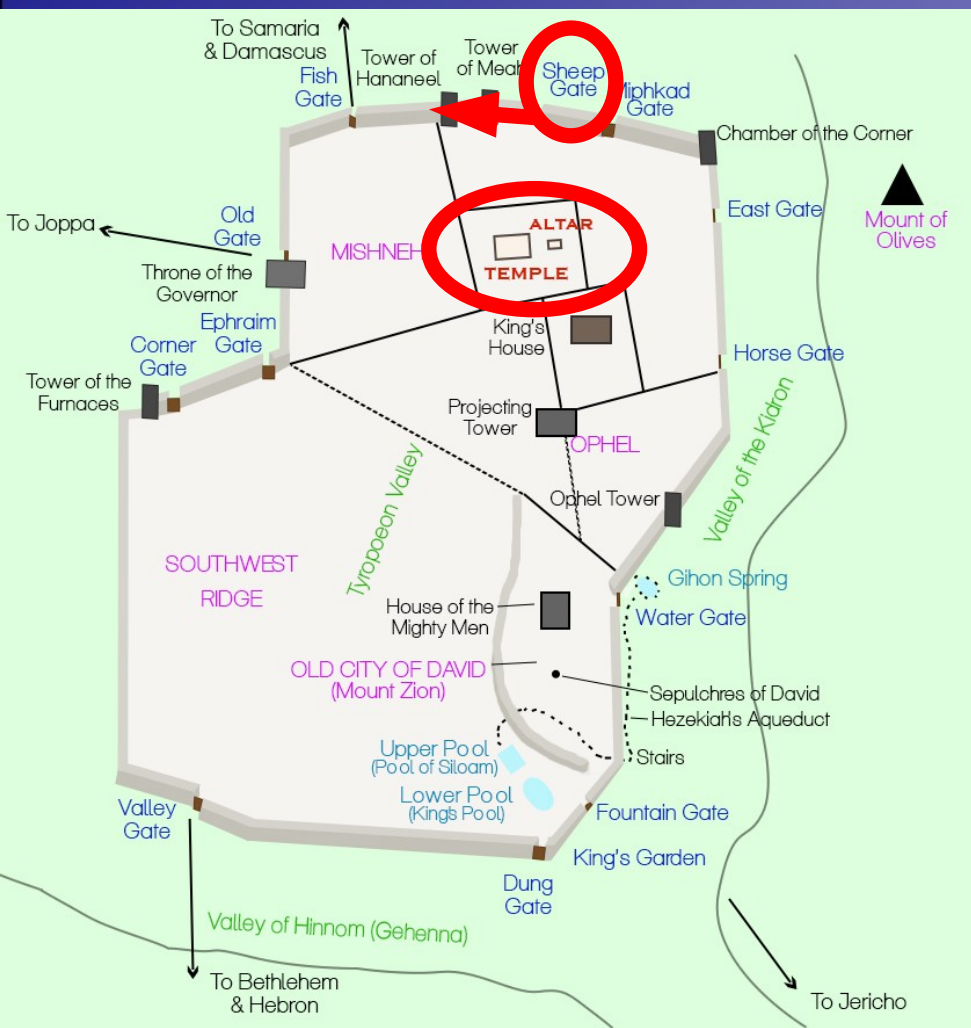 To Samaria
& Damascus
Fish
Gate
Tower of
Hananeel
Tower
of Meah
Sheep
Gate
Miphkad
Gate
Chamber of the Corner
East Gate
Mount of
Olives
To Joppa
Old
Gate
Throne of the
Governor
MISHNEH
ALTAR
TEMPLE
King's
House
Ephraim
Gate
Corner
Gate
Tower of the
Furnaces
Horse Gate
Projecting
Tower
OPHEL
Ophel Tower
Valley of the Kidron
Tyropoeon Valley
SOUTHWEST
RIDGE
Gihon Spring
Water Gate
House of the
Mighty Men
OLD CITY OF DAVID
(Mount Zion)
Sepulchres of David
Hezekiah's Aqueduct
Stairs
Upper Pool
(Pool of Siloam)
Lower Pool
(King's Pool)
Fountain Gate
Valley
Gate
King's Garden
Dung
Gate
Valley of Hinnom (Gehenna)
To Bethlehem
& Hebron
To Jericho